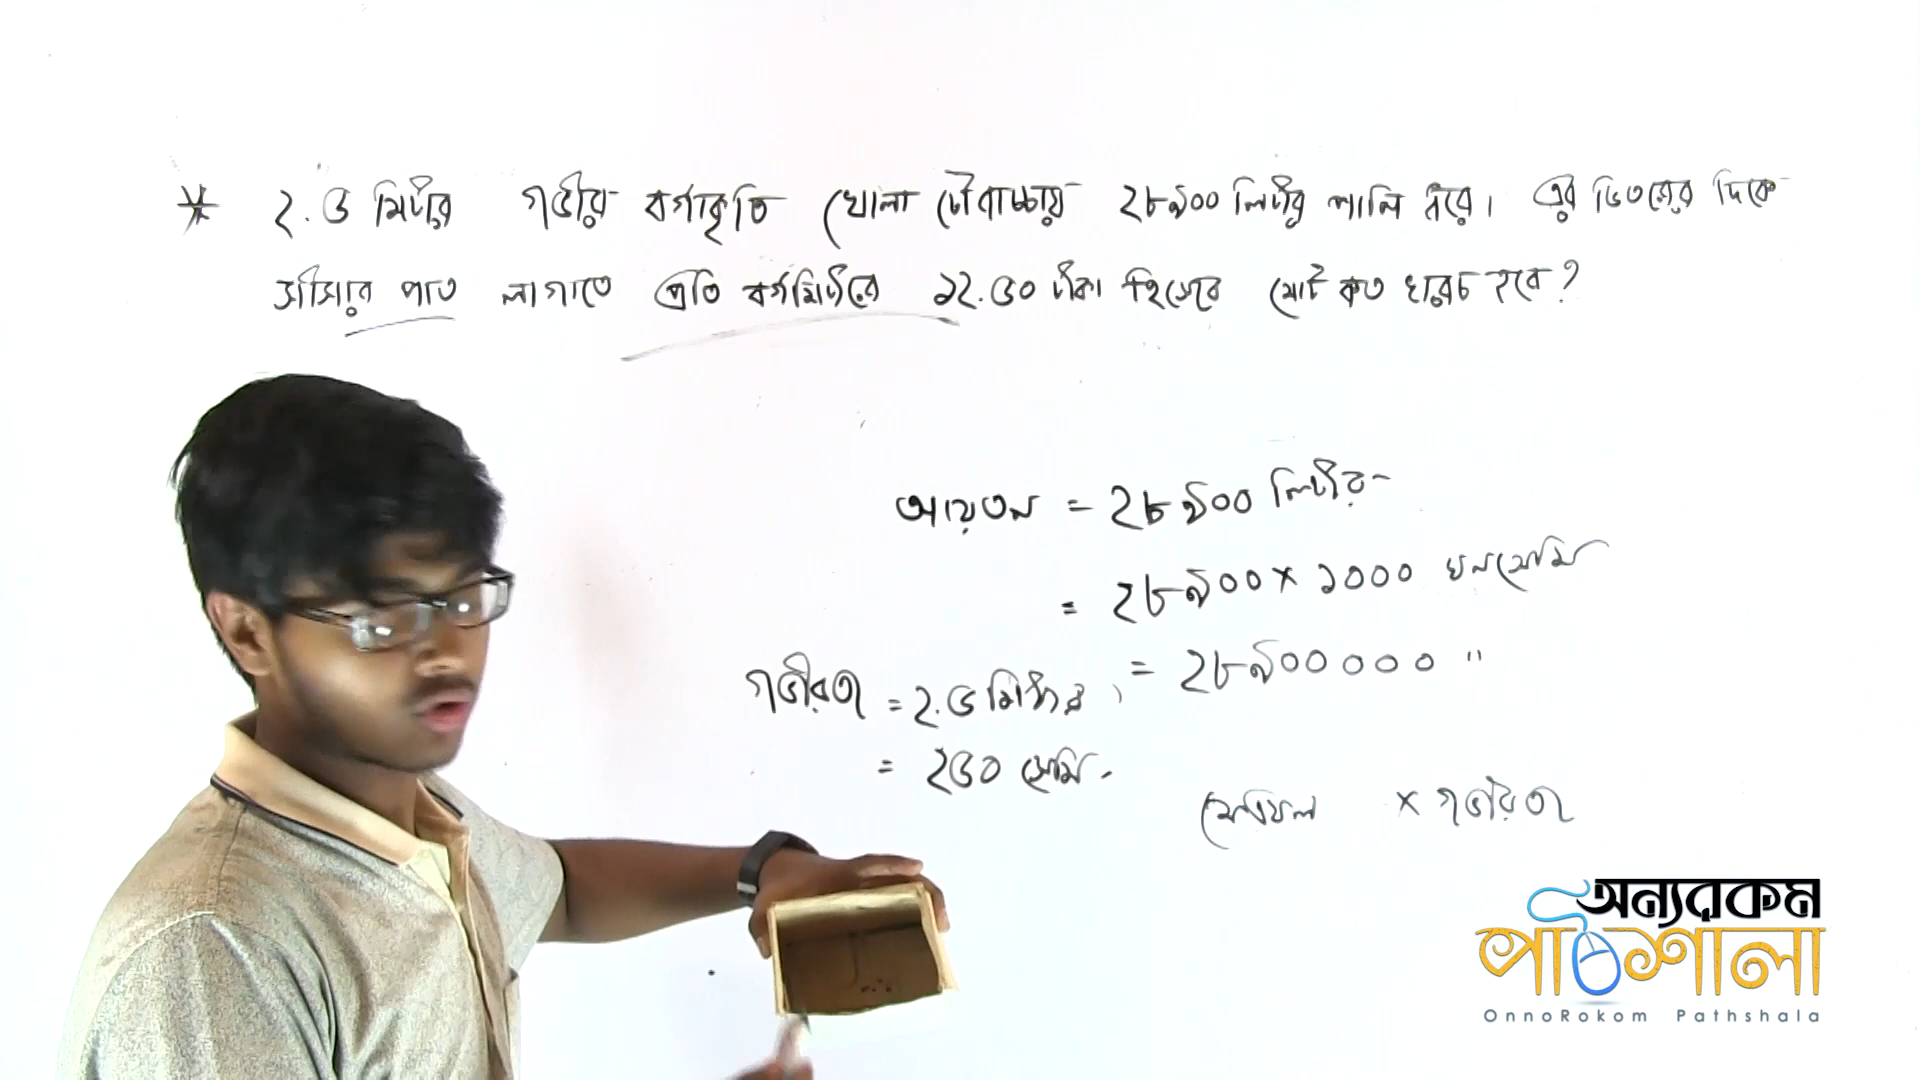 * ২.৫ মিটার গভীর বর্গাকৃতি খোলা চৌবাচ্চায় ২৮৯০০ লিটার পানি ধরে। এর ভিতরের দিকে
সীসার পাত লাগাতে প্রতি বর্গমিটারে ১২.৫০ টাকা হিসেবে মোট কত খরচ হবে?
আয়তন = ২৮৯০০ লিটার
= ২৮৯০০ × ১০০০ ঘনসেমি
= ২৮৯০০০০০ "
গভীরতা = ২.৫ মিটার
= ২৫০ সেমি.
ক্ষেত্রফল × গভীরতা
অন্যরকম
পাঠশালা
OnnoRokom Pathshala